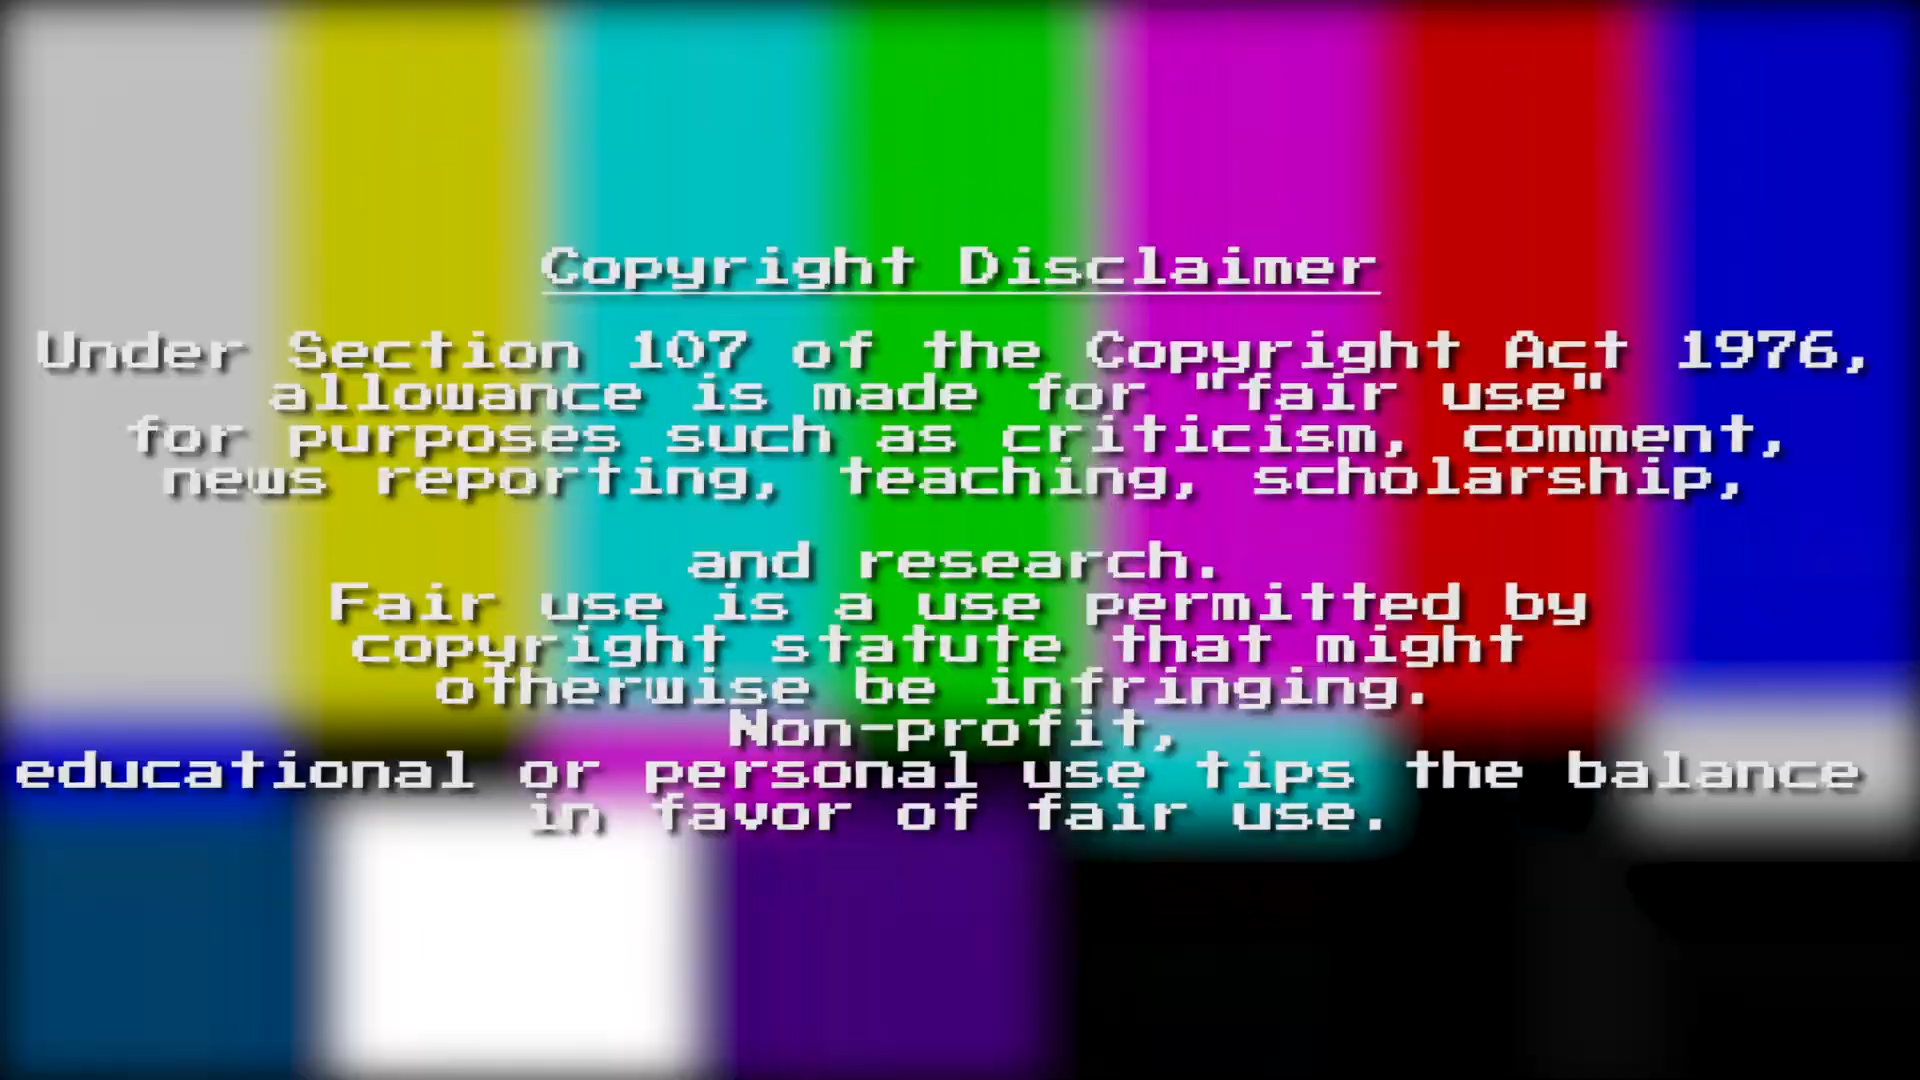 Copyright Disclaimer
Under Section 107 of the Copyright Act 1976,
allowance is made for "fair use"
for purposes such as criticism, comment,
news reporting, teaching, scholarship,
and research.
Fair use is a use permitted by
copyright statute that might
otherwise be infringing.
Non-profit,
educational or personal use tips the balance
in favor of fair use.